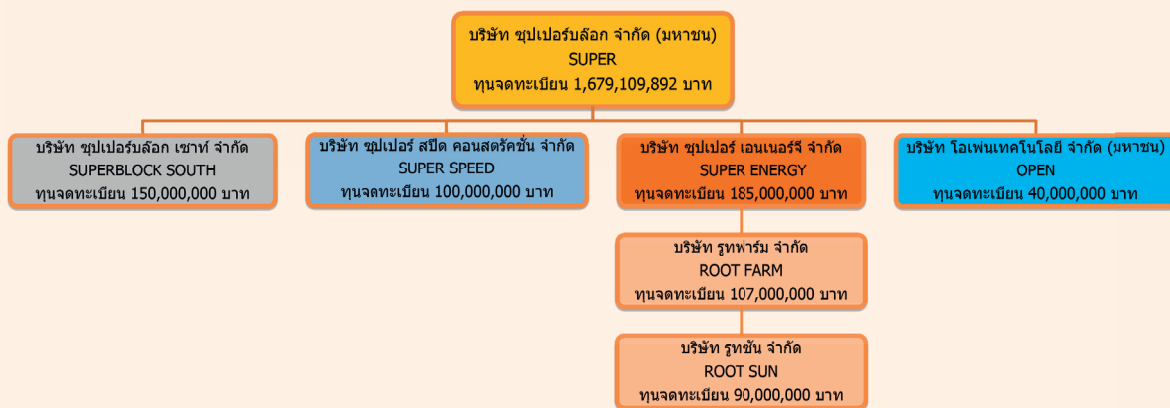 บริษัท ซุปเปอร์บล๊อก จำกัด (มหาชน)
SUPER
ทุนจดทะเบียน 1,679,109,892 บาท
บริษัท ซุปเปอร์บล๊อก เซาท์ จำกัด
SUPERBLOCK SOUTH
ทุนจดทะเบียน 150,000,000 บาท
บริษัท ซุปเปอร์ สปีด คอนสตรัคชั่น จำกัด
SUPER SPEED
ทุนจดทะเบียน 100,000,000 บาท
บริษัท ซุปเปอร์ เอนเนอร์จี จำกัด
SUPER ENERGY
ทุนจดทะเบียน 185,000,000 บาท
บริษัท โอเพ่นเทคโนโลยี จำกัด (มหาชน)
OPEN
ทุนจดทะเบียน 40,000,000 บาท
บริษัท รูทฟาร์ม จำกัด
ROOT FARM
ทุนจดทะเบียน 107,000,000 บาท
บริษัท รูทซัน จำกัด
ROOT SUN
ทุนจดทะเบียน 90,000,000 บาท